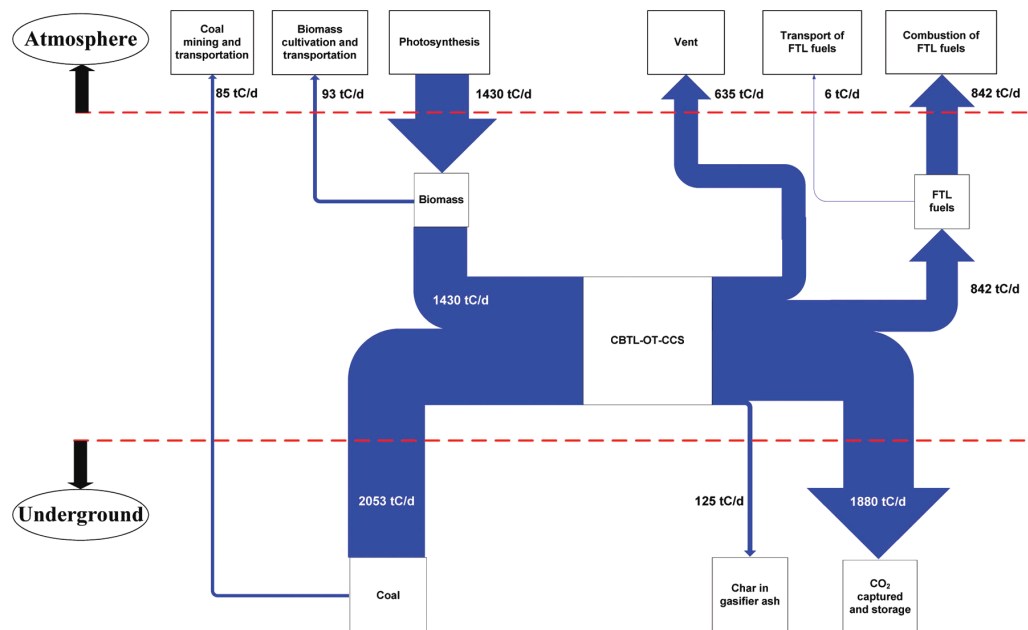 Atmosphere
Coal
mining and
transportation
Biomass
cultivation and
transportation
Photosynthesis
Vent
Transport of
FTL fuels
Combustion of
FTL fuels
85 tC/d
93 tC/d
1430 tC/d
635 tC/d
6 tC/d
842 tC/d
Biomass
FTL
fuels
1430 tC/d
842 tC/d
CBTL-OT-CCS
2053 tC/d
125 tC/d
1880 tC/d
Underground
Coal
Char in
gasifier ash
CO₂
captured
and storage